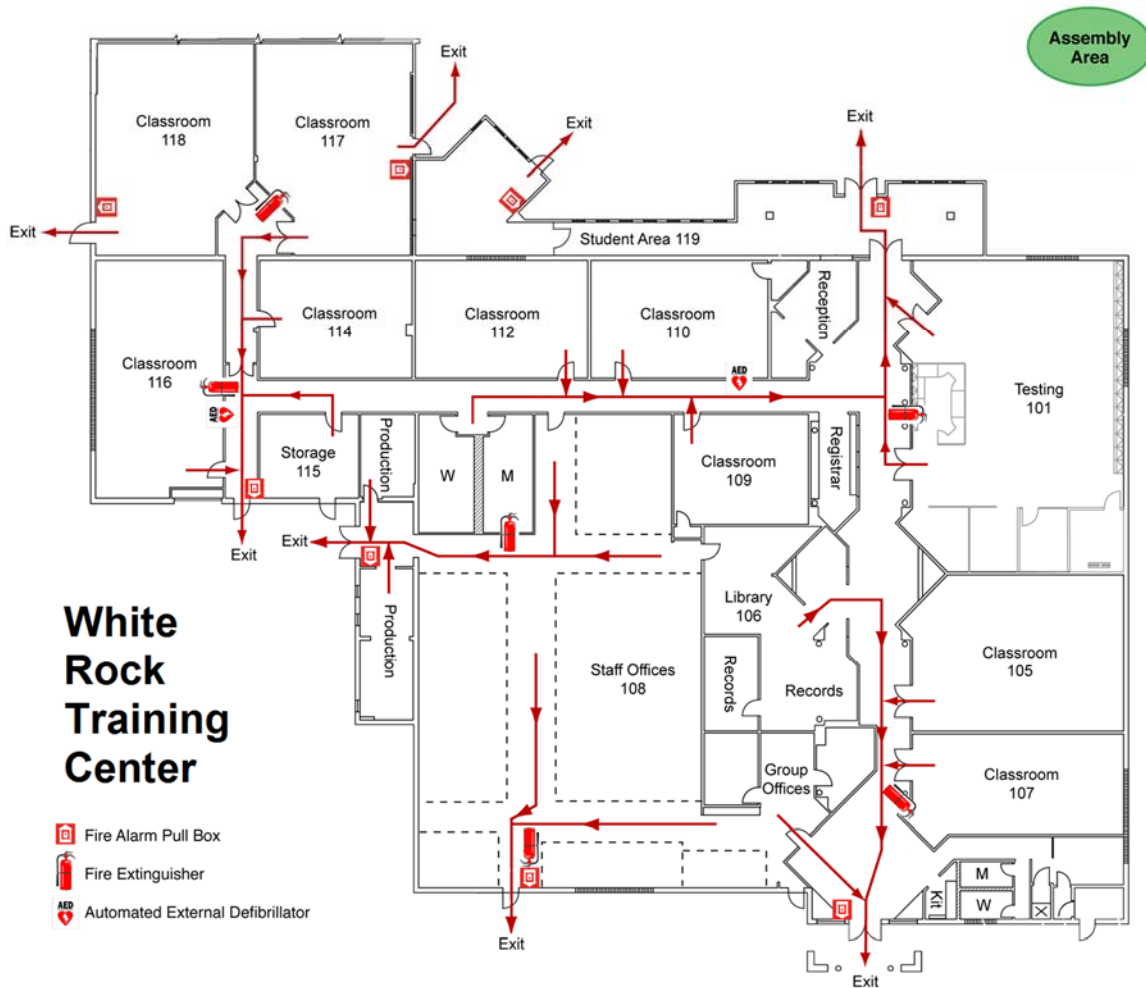 Assembly
Area
Exit
Exit
Exit
Classroom
118
Classroom
117
Exit
Student Area 119
Classroom
116
Classroom
114
Classroom
112
Classroom
110
Reception
Testing
101
AED
AED
Storage
115
Production
W
M
Classroom
109
Registrar
Exit
Exit
Production
Library
106
Staff Offices
108
Records
Records
Classroom
105
Group
Offices
Classroom
107
Kit
M
W
X
Exit
Exit
White
Rock
Training
Center
Fire Alarm Pull Box
Fire Extinguisher
AED
Automated External Defibrillator